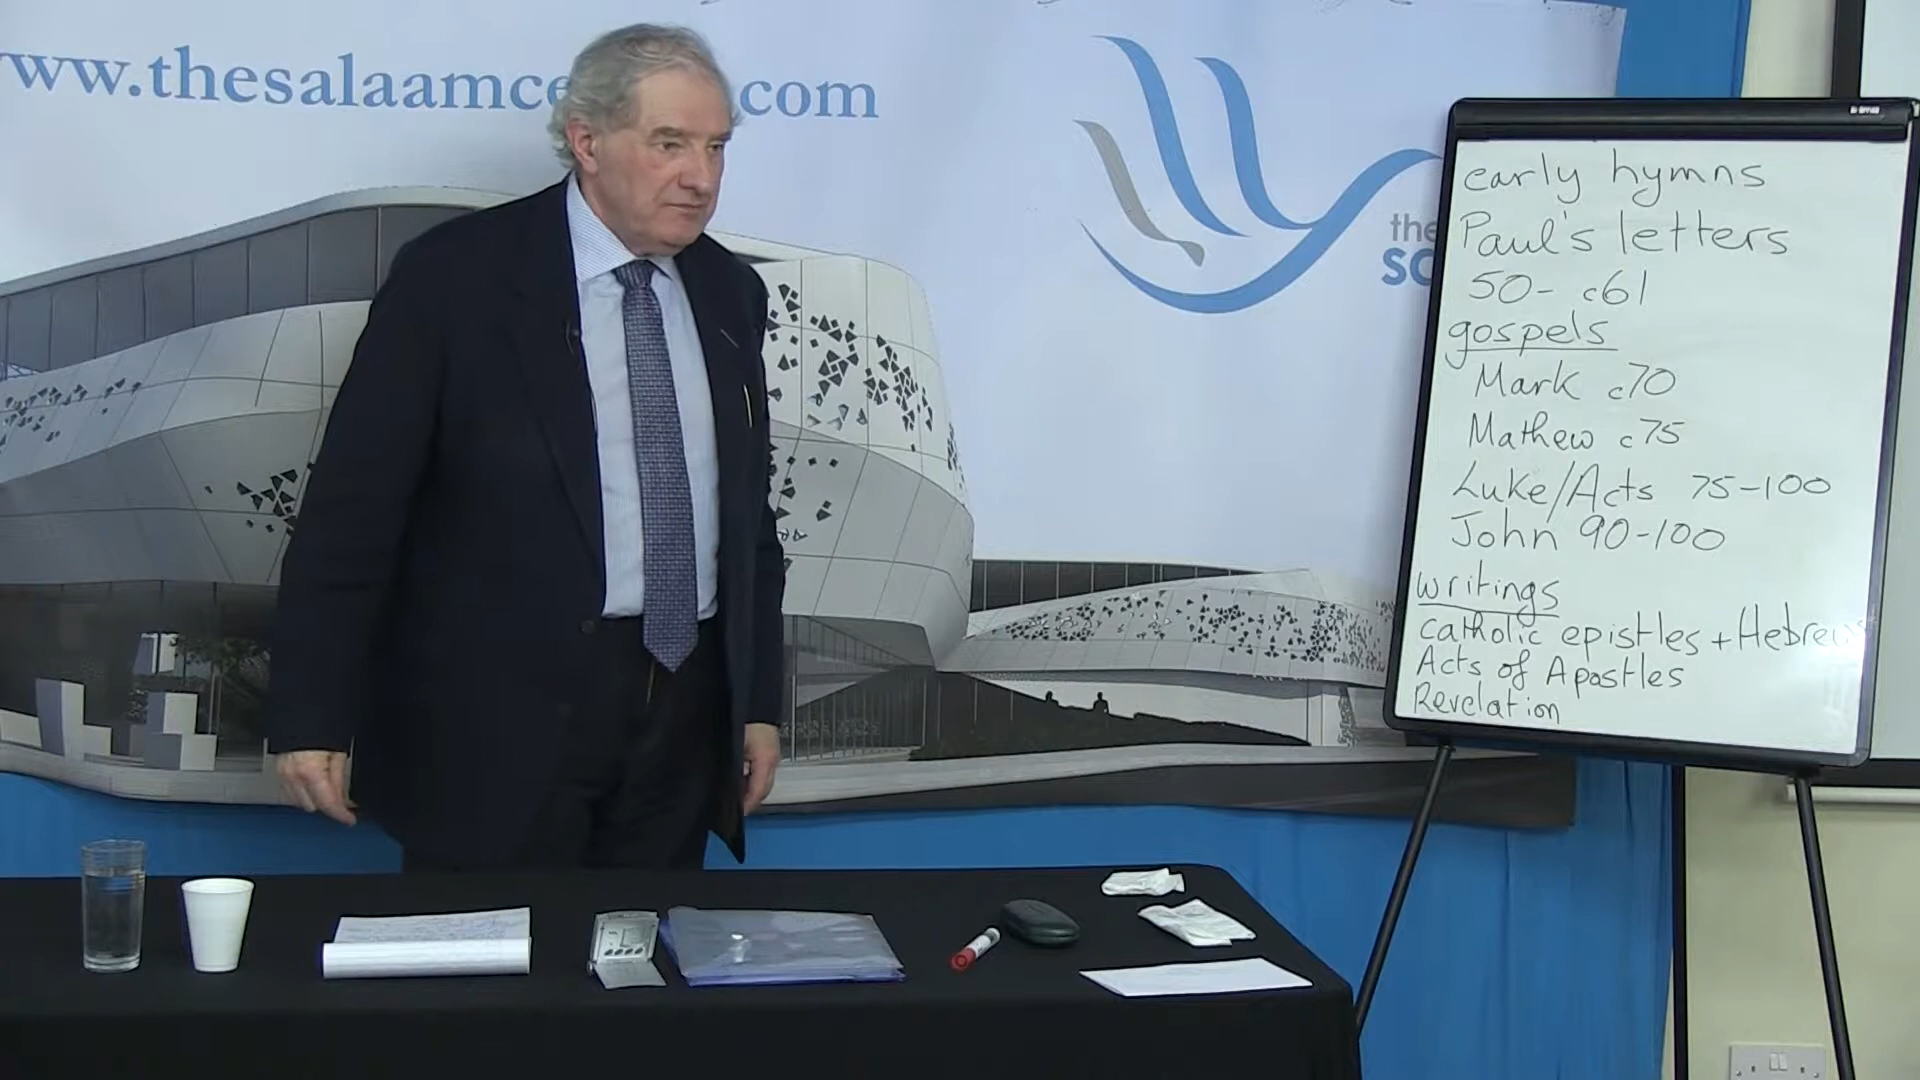 www.thesalaamce com
the
sc
early hymns
Paul's letters
50- c61
gospels
Mark c70
Mathew c75
Luke/Acts 75-100
John 90-100
writings
catholic epistles + Hebrews
Acts of Apostles
Revelation